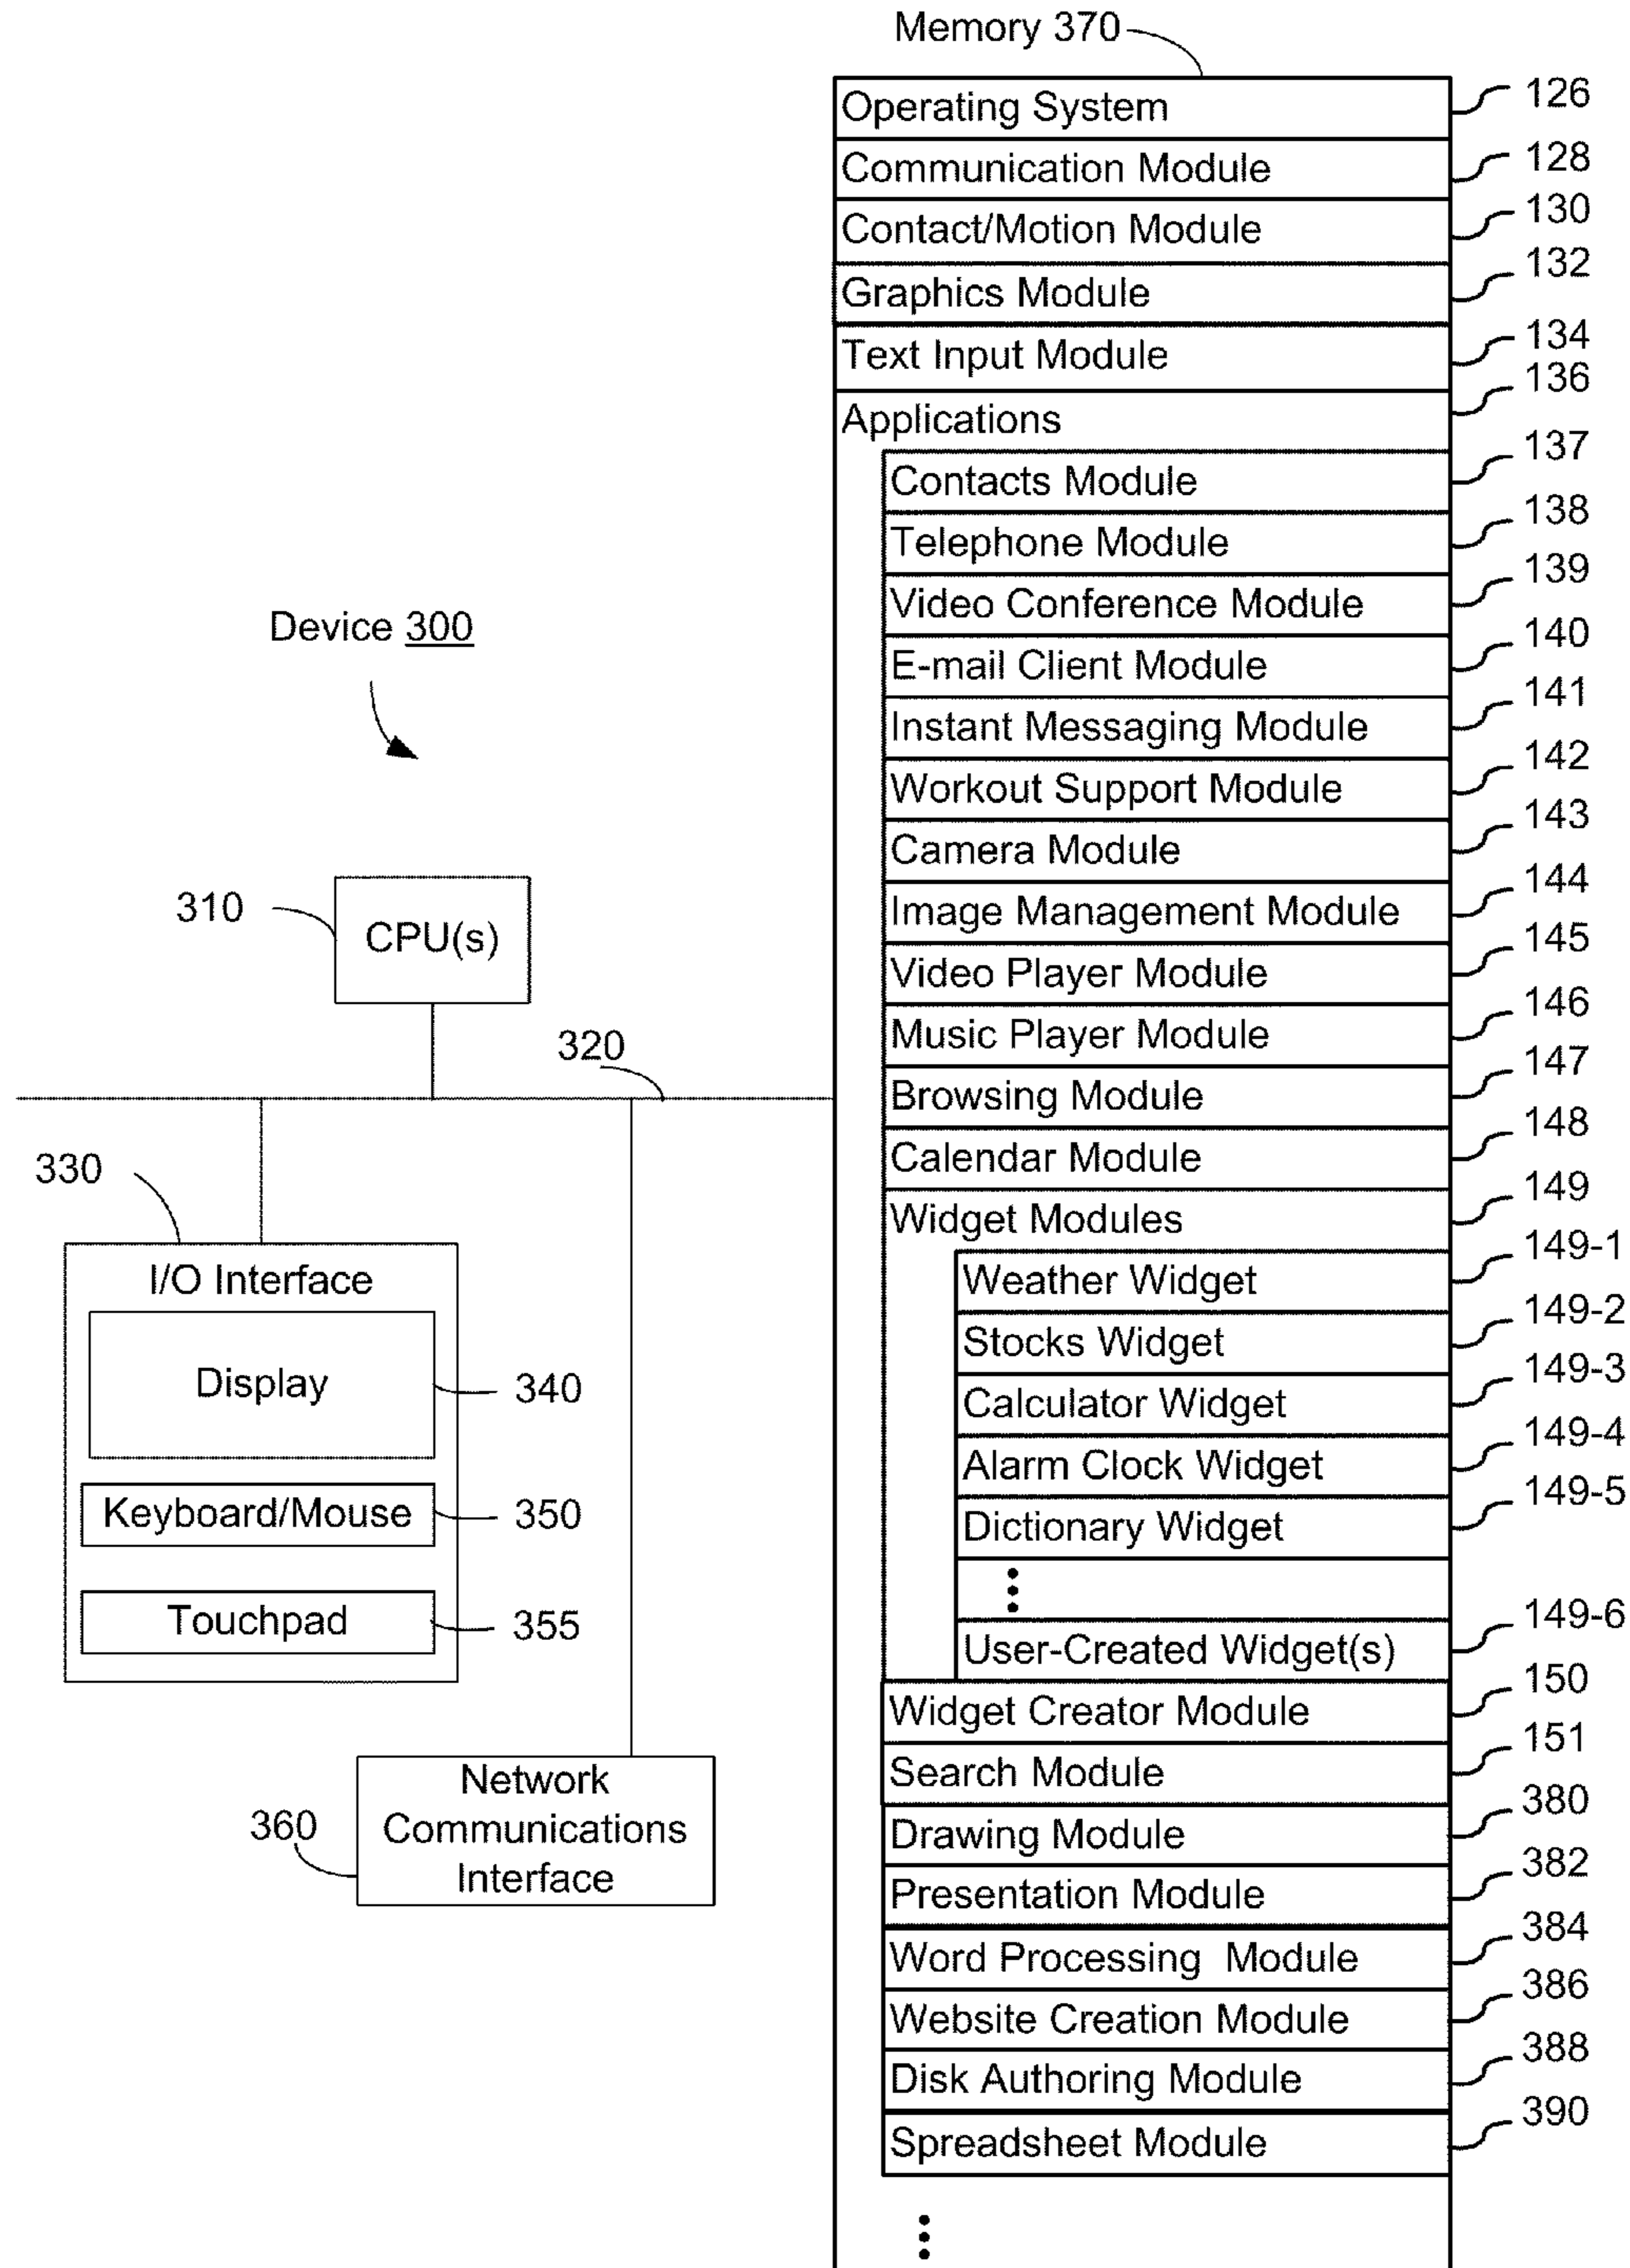 Memory 370
Operating System 126
Communication Module 128
Contact/Motion Module 130
Graphics Module 132
Text Input Module 134
Applications 136
Contacts Module 137
Telephone Module 138
Video Conference Module 139
E-mail Client Module 140
Instant Messaging Module 141
Workout Support Module 142
Camera Module 143
Image Management Module 144
Video Player Module 145
Music Player Module 146
Browsing Module 147
Calendar Module 148
Widget Modules 149
Weather Widget 149-1
Stocks Widget 149-2
Calculator Widget 149-3
Alarm Clock Widget 149-4
Dictionary Widget 149-5
User-Created Widget(s) 149-6
Widget Creator Module 150
Search Module 151
Drawing Module 380
Presentation Module 382
Word Processing Module 384
Website Creation Module 386
Disk Authoring Module 388
Spreadsheet Module 390
Device 300
310
CPU(s)
320
330
I/O Interface
Display 340
Keyboard/Mouse 350
Touchpad 355
360
Network
Communications
Interface